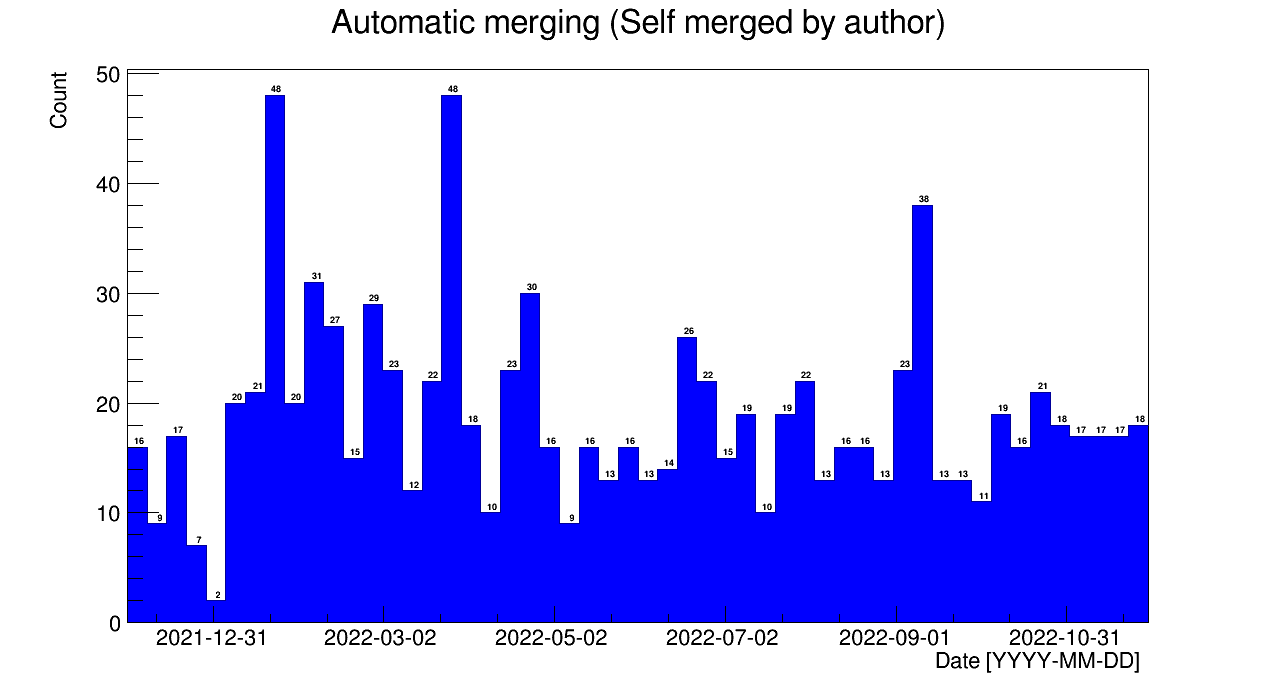 Automatic merging (Self merged by author)
Count
50
40
30
20
10
0
16 9 17 7 2 20 21 48 20 31 27 15 29 23 12 22 48 18 10 23 30 16 9 16 13 16 13 14 26 22 15 19 10 19 22 13 16 16 13 23 38 13 13 11 19 16 21 18 17 17 17 18
2021-12-31 2022-03-02 2022-05-02 2022-07-02 2022-09-01 2022-10-31
Date [YYYY-MM-DD]